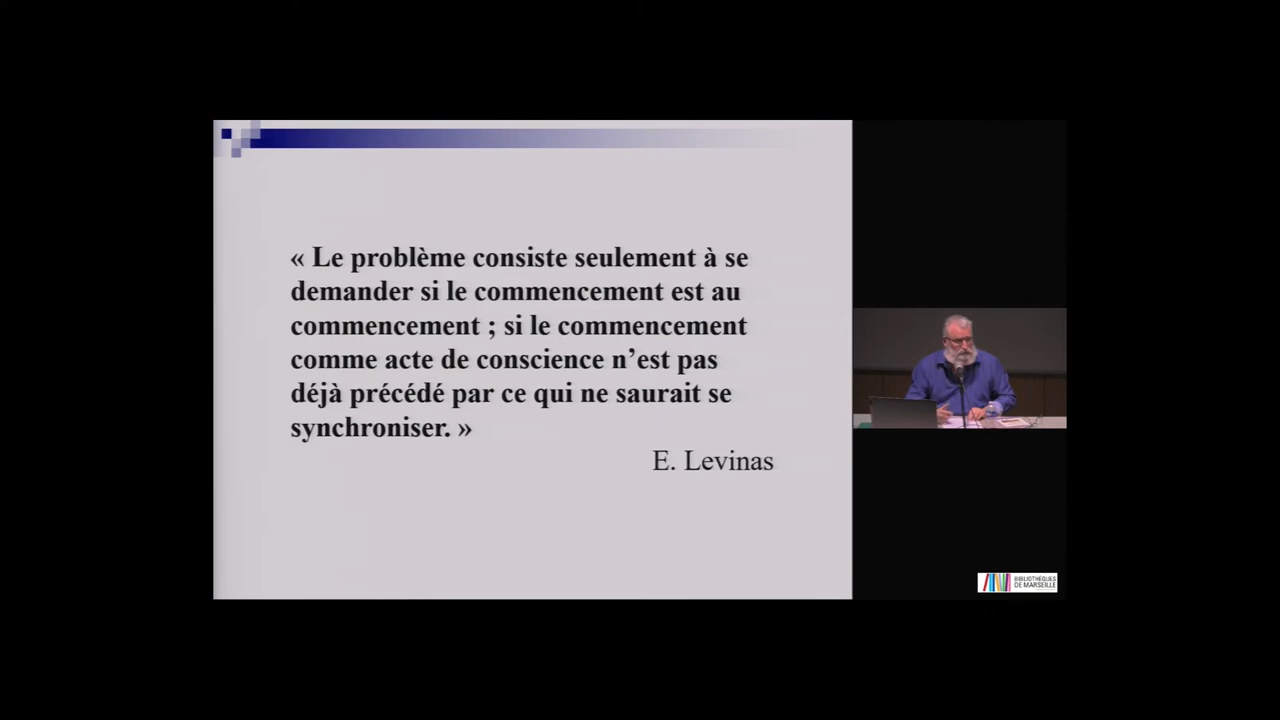 « Le problème consiste seulement à se
demander si le commencement est au
commencement ; si le commencement
comme acte de conscience n’est pas
déjà précédé par ce qui ne saurait se
synchroniser. »
E. Levinas
BIBLIOTHÈQUES
DE MARSEILLE